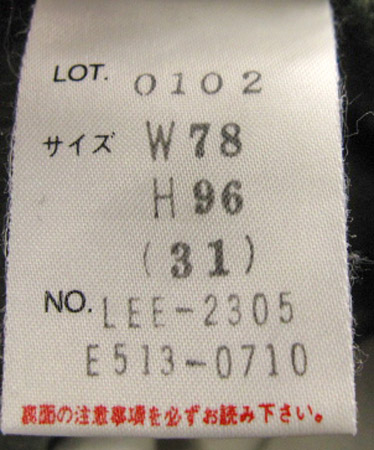 LOT. 0102
サイズ W78
H96
(31)
NO. LEE-2305
E513-0710
裏面の注意事項を必ずお読み下さい。